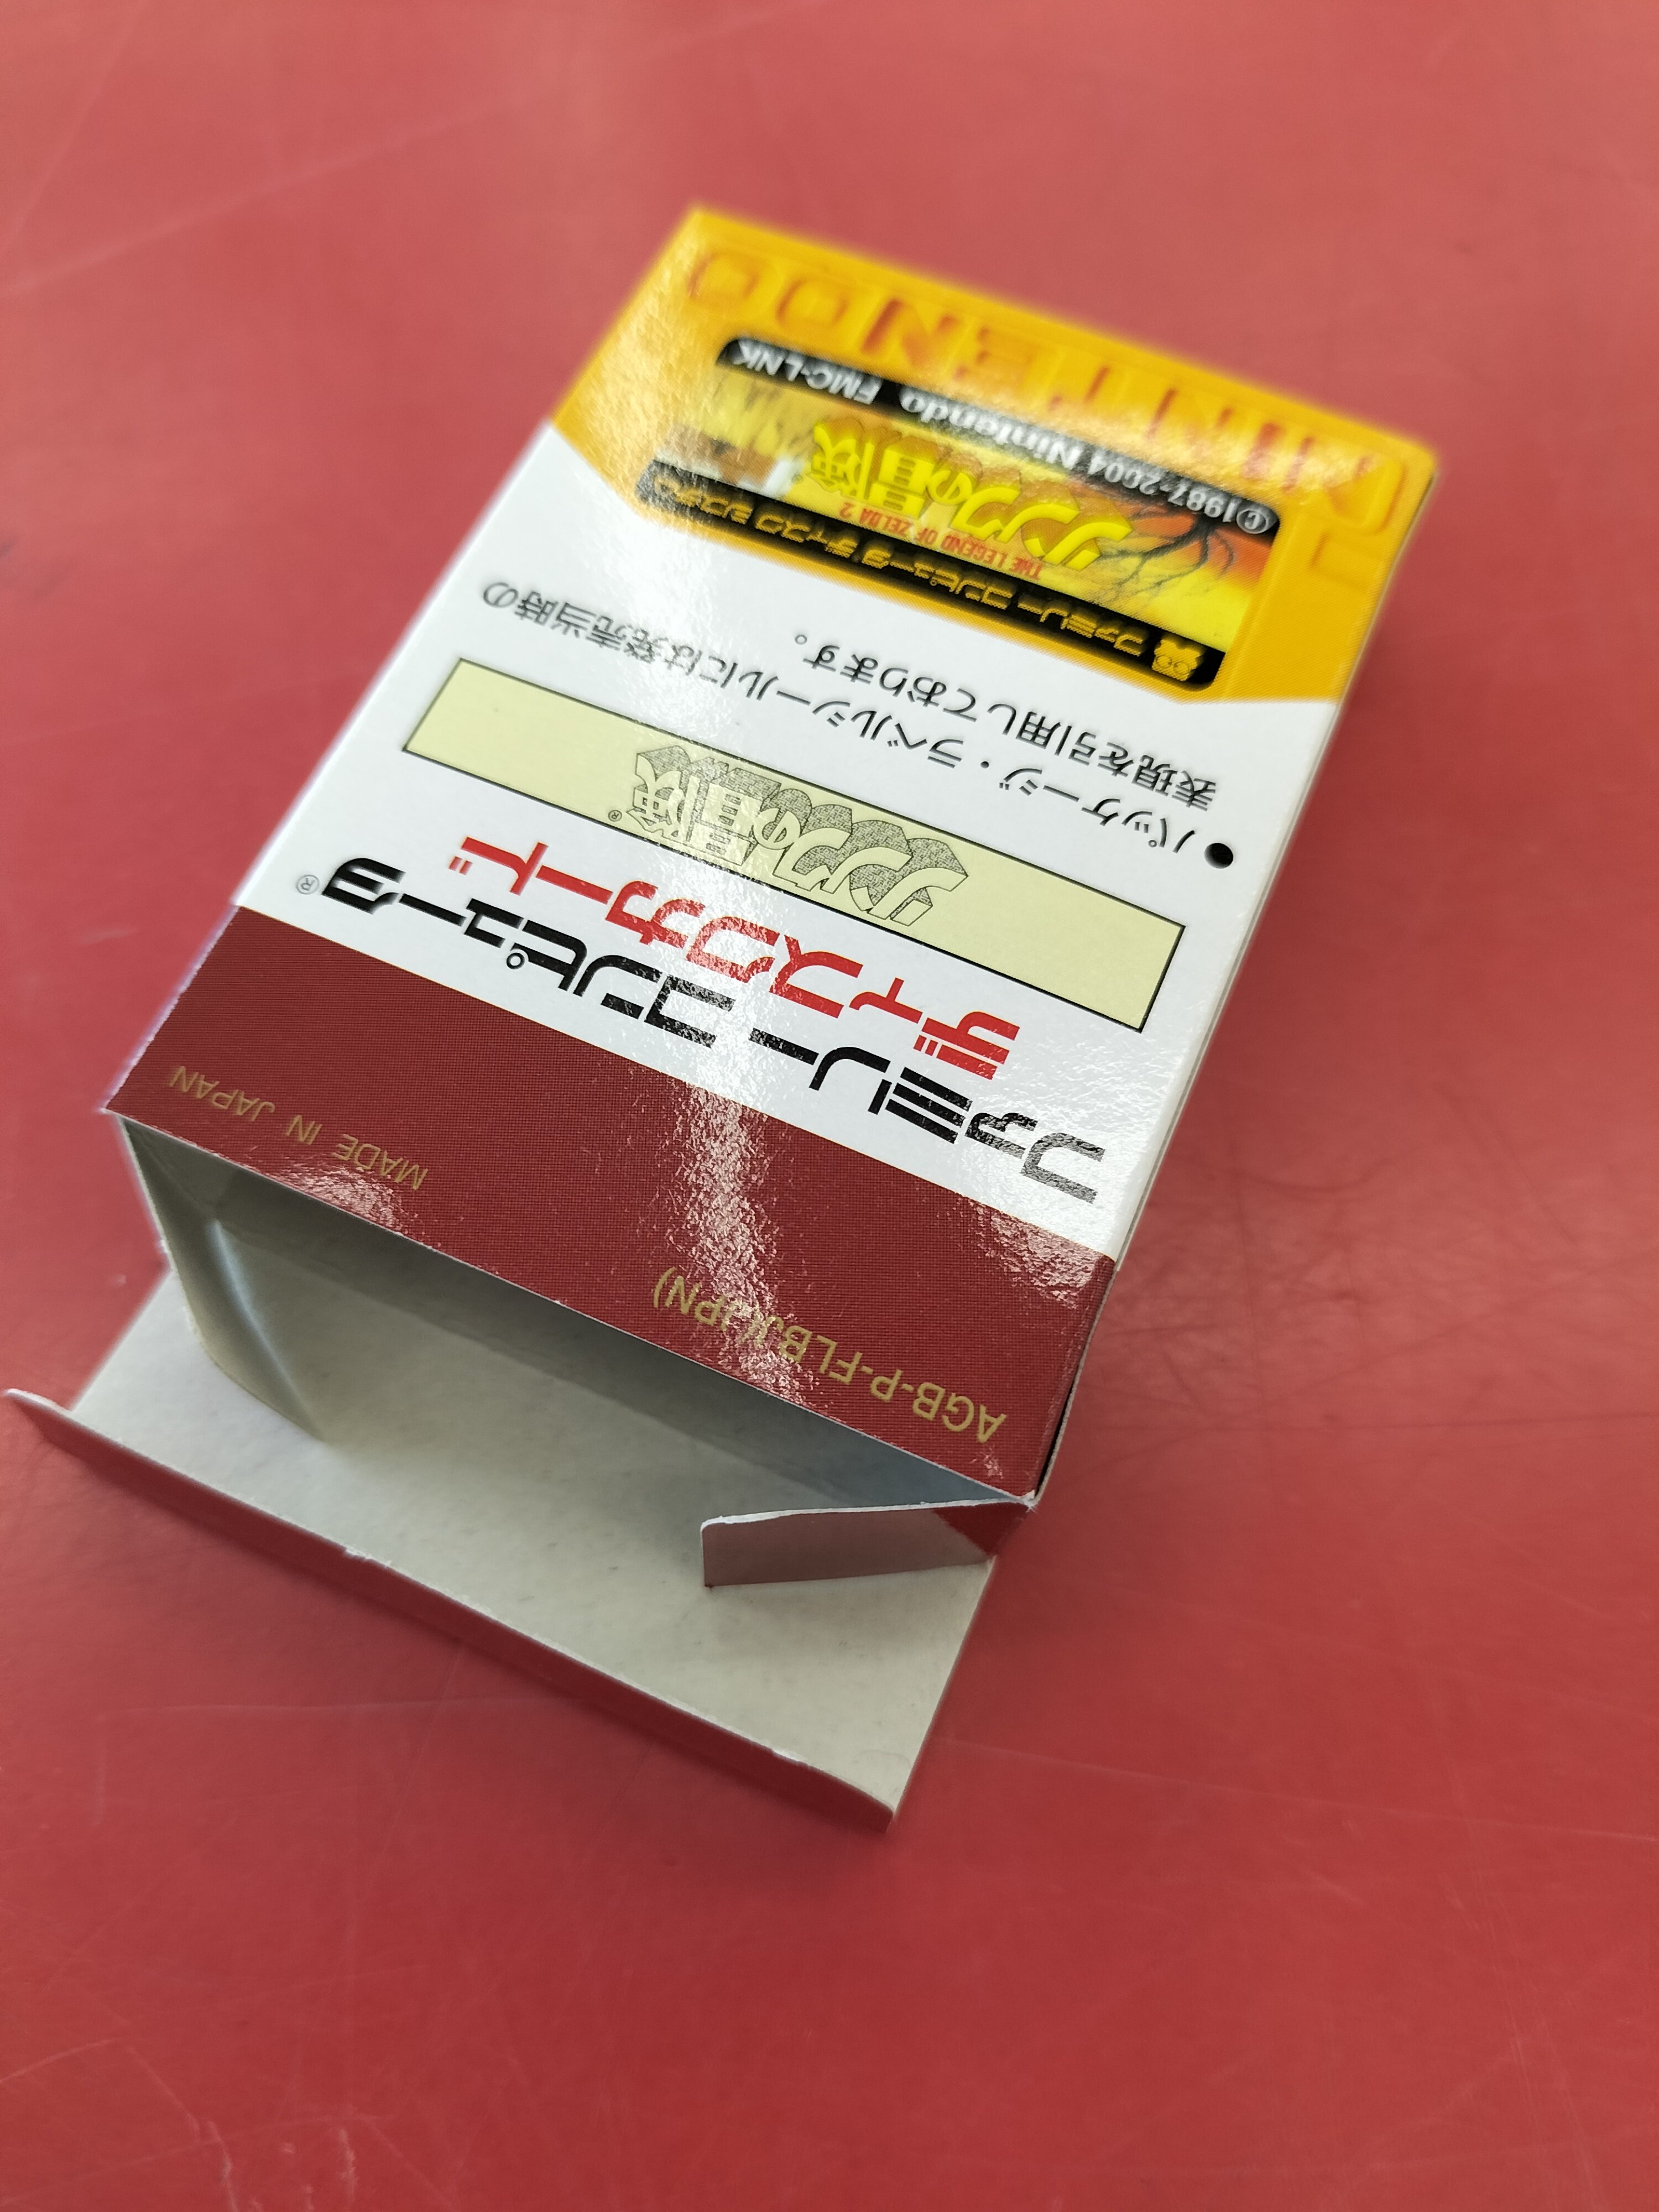 AGB-P-FLBJ(JPN)
MADE IN JAPAN
ファミリー コンピュータ®
ディスクカード
リンクの冒険®
●パッケージ・ラベルシールには発売当時の
表現を引用しております。
ファミリー コンピュータ ディスク システム
THE LEGEND OF ZELDA 2
リンクの冒険
©1987-2004 Nintendo FMC-LNK
NINTENDO